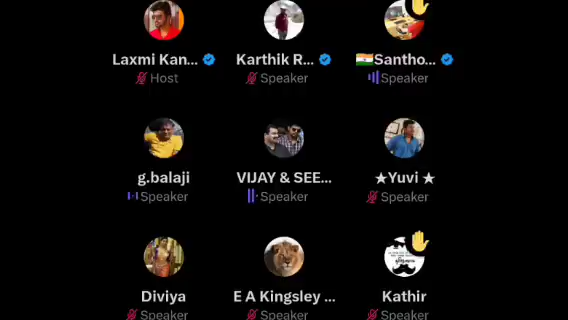 Laxmi Kan... Karthik R... Santho...
Host Speaker Speaker
g.balaji VIJAY & SEE... ★Yuvi ★
Speaker Speaker Speaker
Diviya E A Kingsley ... Kathir
Speaker Speaker Speaker